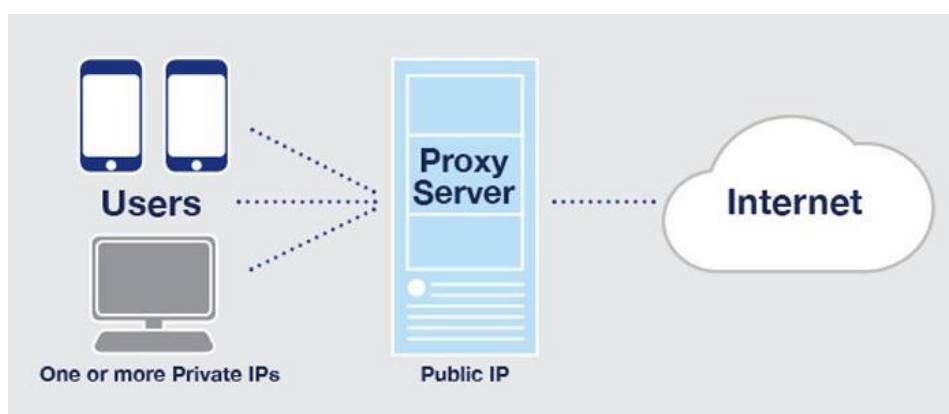 Users
One or more Private IPs
Proxy
Server
Public IP
Internet